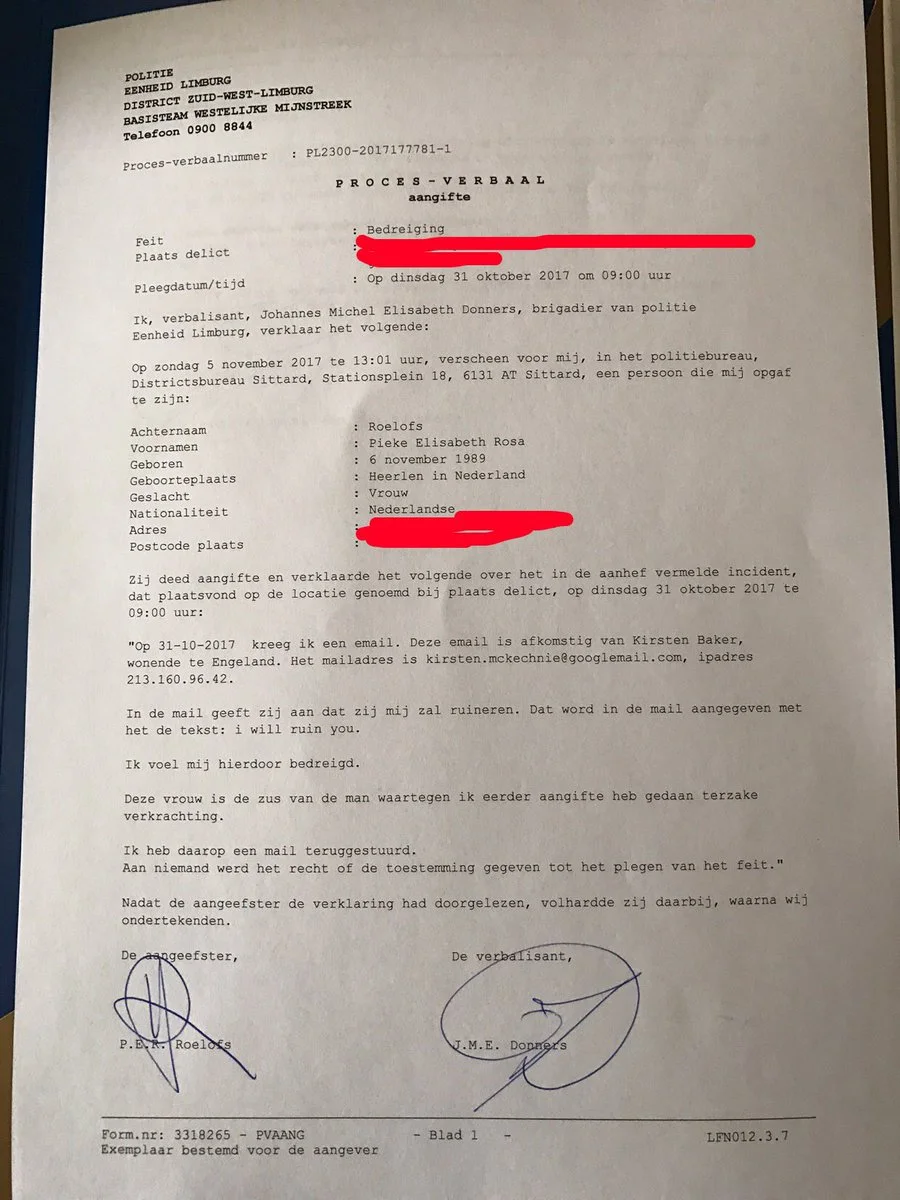 POLITIE
EENHEID LIMBURG
DISTRICT ZUID-WEST-LIMBURG
BASISTEAM WESTELIJKE MIJNSTREEK
Telefoon 0900 8844
Proces-verbaalnummer : PL2300-2017177781-1
P R O C E S - V E R B A A L
aangifte
Feit : Bedreiging
Plaats delict :
Pleegdatum/tijd : Op dinsdag 31 oktober 2017 om 09:00 uur
Ik, verbalisant, Johannes Michel Elisabeth Donners, brigadier van politie
Eenheid Limburg, verklaar het volgende:
Op zondag 5 november 2017 te 13:01 uur, verscheen voor mij, in het politiebureau,
Districtsbureau Sittard, Stationsplein 18, 6131 AT Sittard, een persoon die mij opgaf
te zijn:
Achternaam : Roelofs
Voornamen : Pieke Elisabeth Rosa
Geboren : 6 november 1989
Geboorteplaats : Heerlen in Nederland
Geslacht : Vrouw
Nationaliteit : Nederlandse
Adres :
Postcode plaats :
Zij deed aangifte en verklaarde het volgende over het in de aanhef vermelde incident,
dat plaatsvond op de locatie genoemd bij plaats delict, op dinsdag 31 oktober 2017 te
09:00 uur:
"Op 31-10-2017 kreeg ik een email. Deze email is afkomstig van Kirsten Baker,
wonende te Engeland. Het mailadres is kirsten.mckechnie@googlemail.com, ipadres
213.160.96.42.
In de mail geeft zij aan dat zij mij zal ruineren. Dat word in de mail aangegeven met
het de tekst: i will ruin you.
Ik voel mij hierdoor bedreigd.
Deze vrouw is de zus van de man waartegen ik eerder aangifte heb gedaan terzake
verkrachting.
Ik heb daarop een mail teruggestuurd.
Aan niemand werd het recht of de toestemming gegeven tot het plegen van het feit."
Nadat de aangeefster de verklaring had doorgelezen, volhardde zij daarbij, waarna wij
ondertekenden.
De aangeefster, De verbalisant,
P.E.R. Roelofs J.M.E. Donners
Form.nr: 3318265 - PVAANG - Blad 1 - LFN012.3.7
Exemplaar bestemd voor de aangever